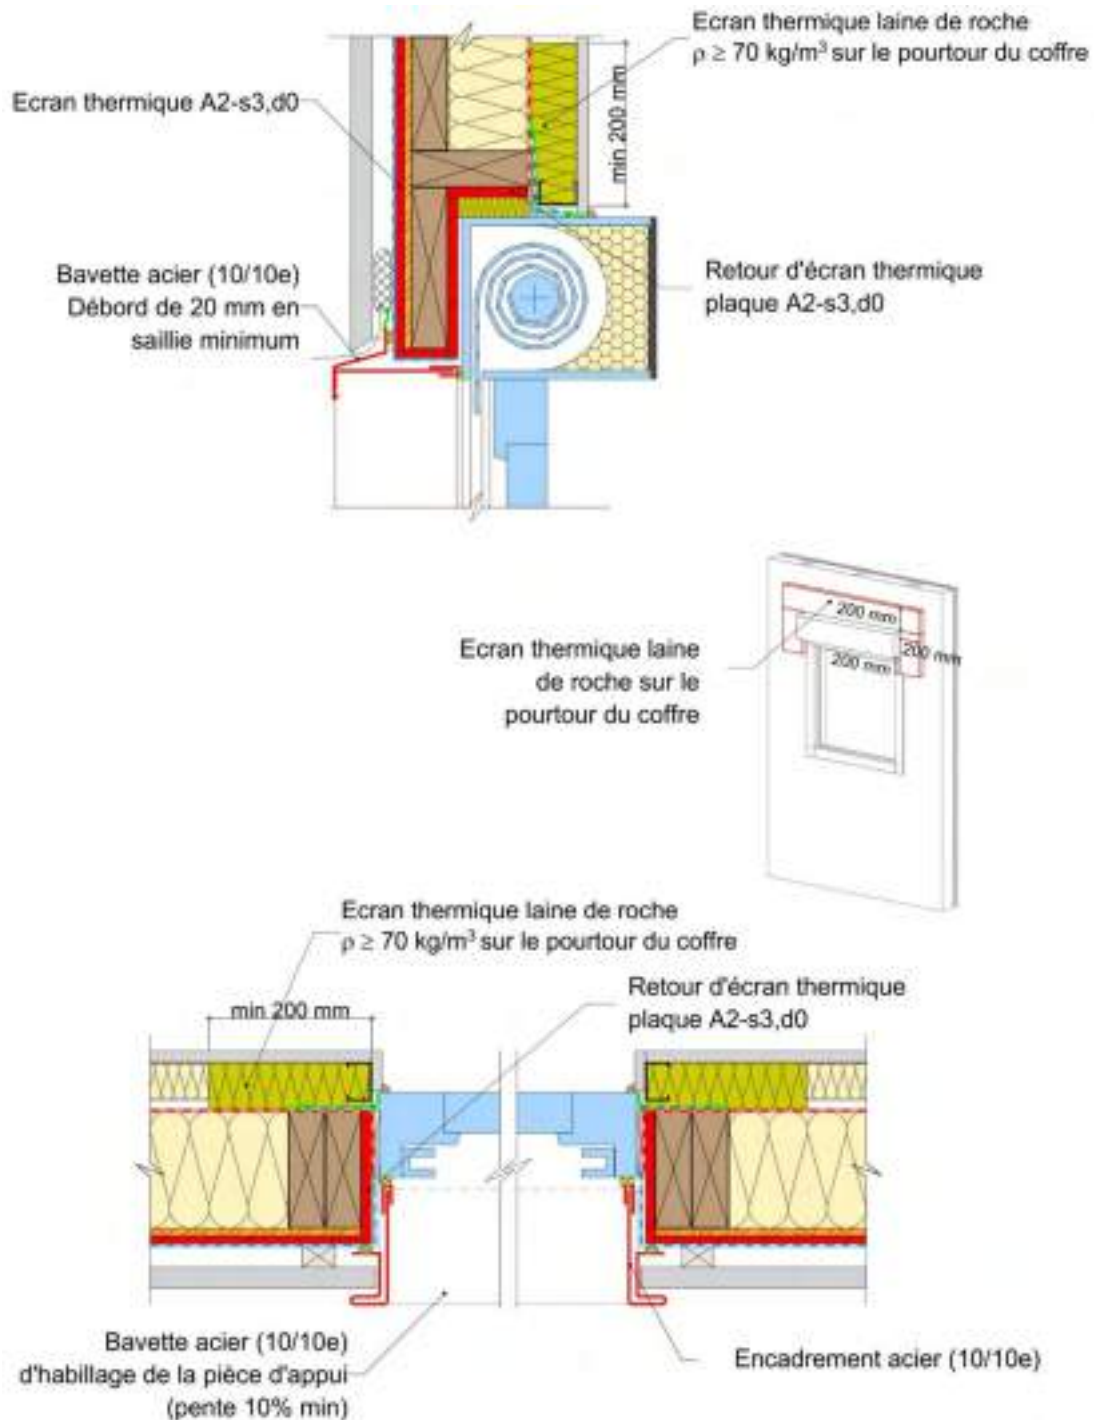 Ecran thermique laine de roche
ρ ≥ 70 kg/m³ sur le pourtour du coffre
Ecran thermique A2-s3,d0
min 200 mm
Bavette acier (10/10e)
Débord de 20 mm en
saillie minimum
Retour d'écran thermique
plaque A2-s3,d0
200 mm
200 mm
200 mm
Ecran thermique laine
de roche sur le
pourtour du coffre
Ecran thermique laine de roche
ρ ≥ 70 kg/m³ sur le pourtour du coffre
Retour d'écran thermique
plaque A2-s3,d0
min 200 mm
Bavette acier (10/10e)
d'habillage de la pièce d'appui
(pente 10% min)
Encadrement acier (10/10e)